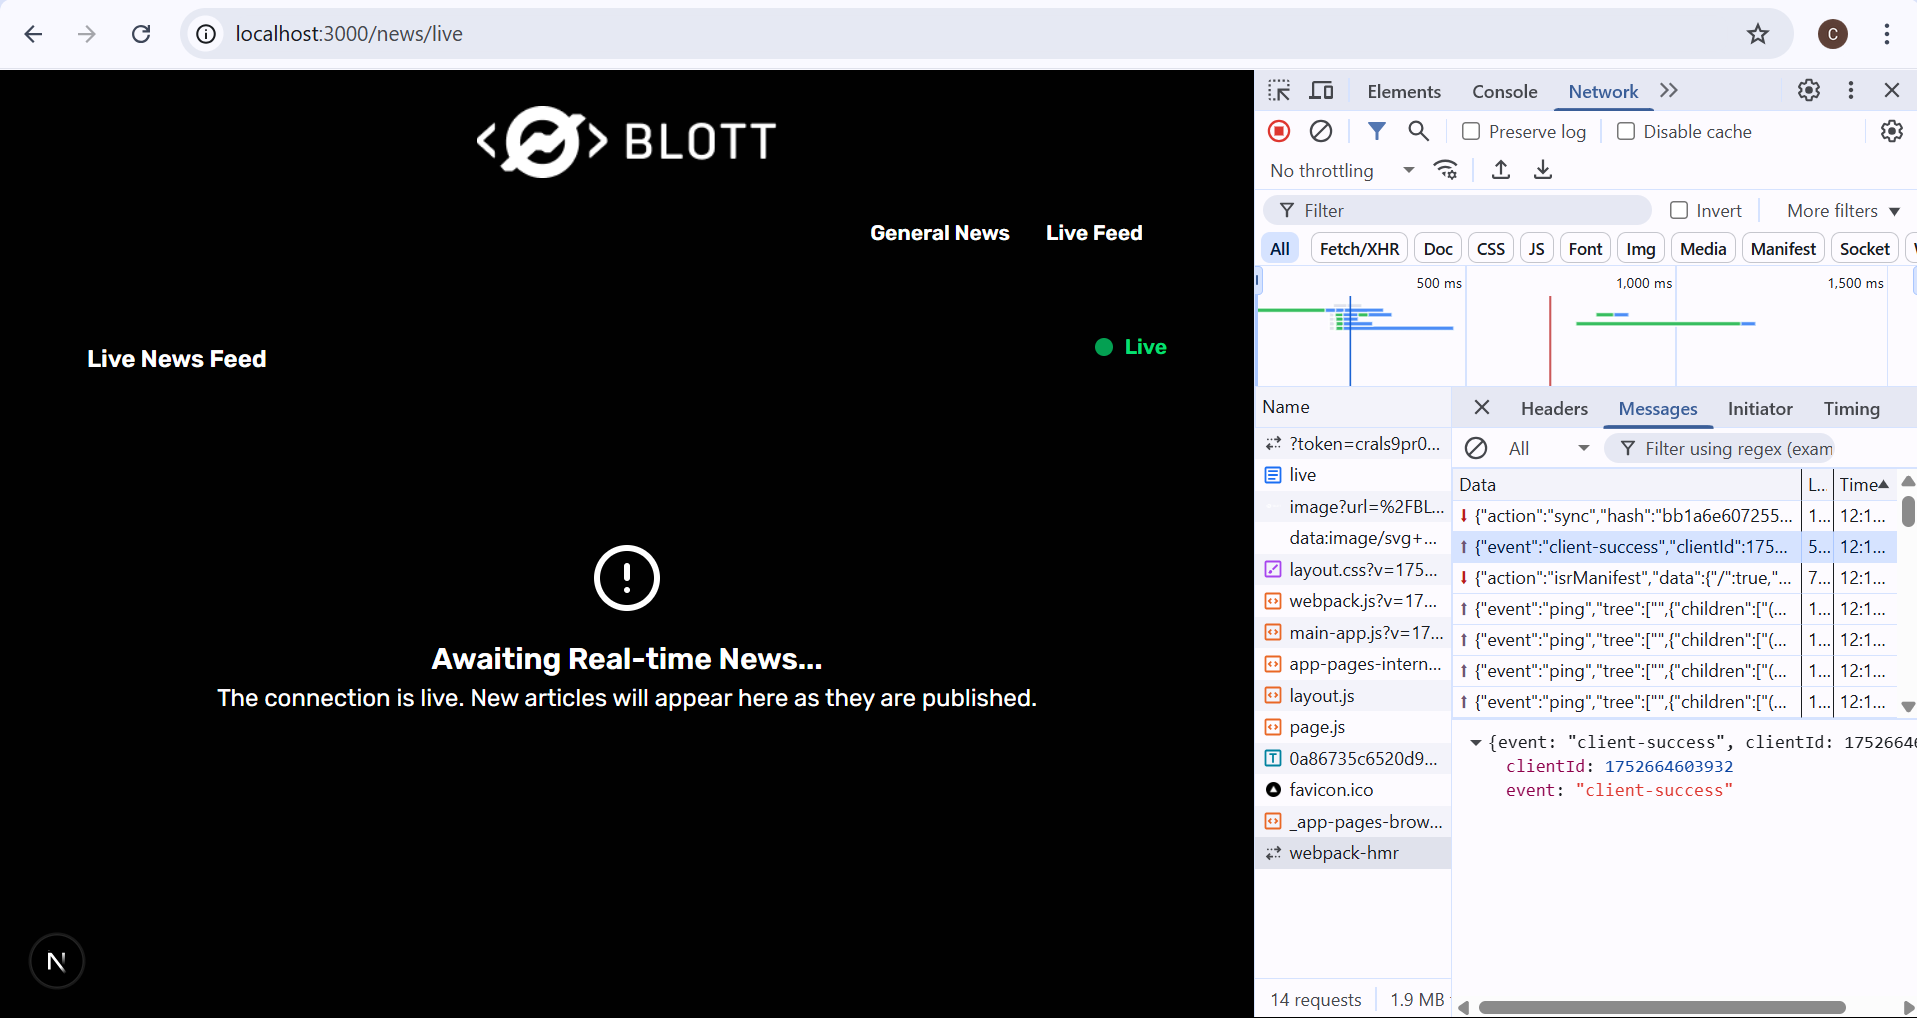 localhost:3000/news/live
C
BLOTT
General News
Live Feed
Live News Feed
Live
Awaiting Real-time News...
The connection is live. New articles will appear here as they are published.
N
Elements
Console
Network
Preserve log
Disable cache
No throttling
Filter
Invert
More filters
All
Fetch/XHR
Doc
CSS
JS
Font
Img
Media
Manifest
Socket
500 ms
1,000 ms
1,500 ms
Name
?token=crals9pr0...
live
image?url=%2FBL...
data:image/svg+...
layout.css?v=175...
webpack.js?v=17...
main-app.js?v=17...
app-pages-intern...
layout.js
page.js
0a86735c6520d9...
favicon.ico
_app-pages-brow...
webpack-hmr
14 requests
1.9 MB
Headers
Messages
Initiator
Timing
All
Filter using regex (exam
Data
L...
Time
{"action":"sync","hash":"bb1a6e607255... 1... 12:1...
{"event":"client-success","clientId":175... 5... 12:1...
{"action":"isrManifest","data":{"/":true,"... 7... 12:1...
{"event":"ping","tree":["",{"children":["(... 1... 12:1...
{"event":"ping","tree":["",{"children":["(... 1... 12:1...
{"event":"ping","tree":["",{"children":["(... 1... 12:1...
{"event":"ping","tree":["",{"children":["(... 1... 12:1...
{event: "client-success", clientId: 1752664
clientId: 1752664603932
event: "client-success"